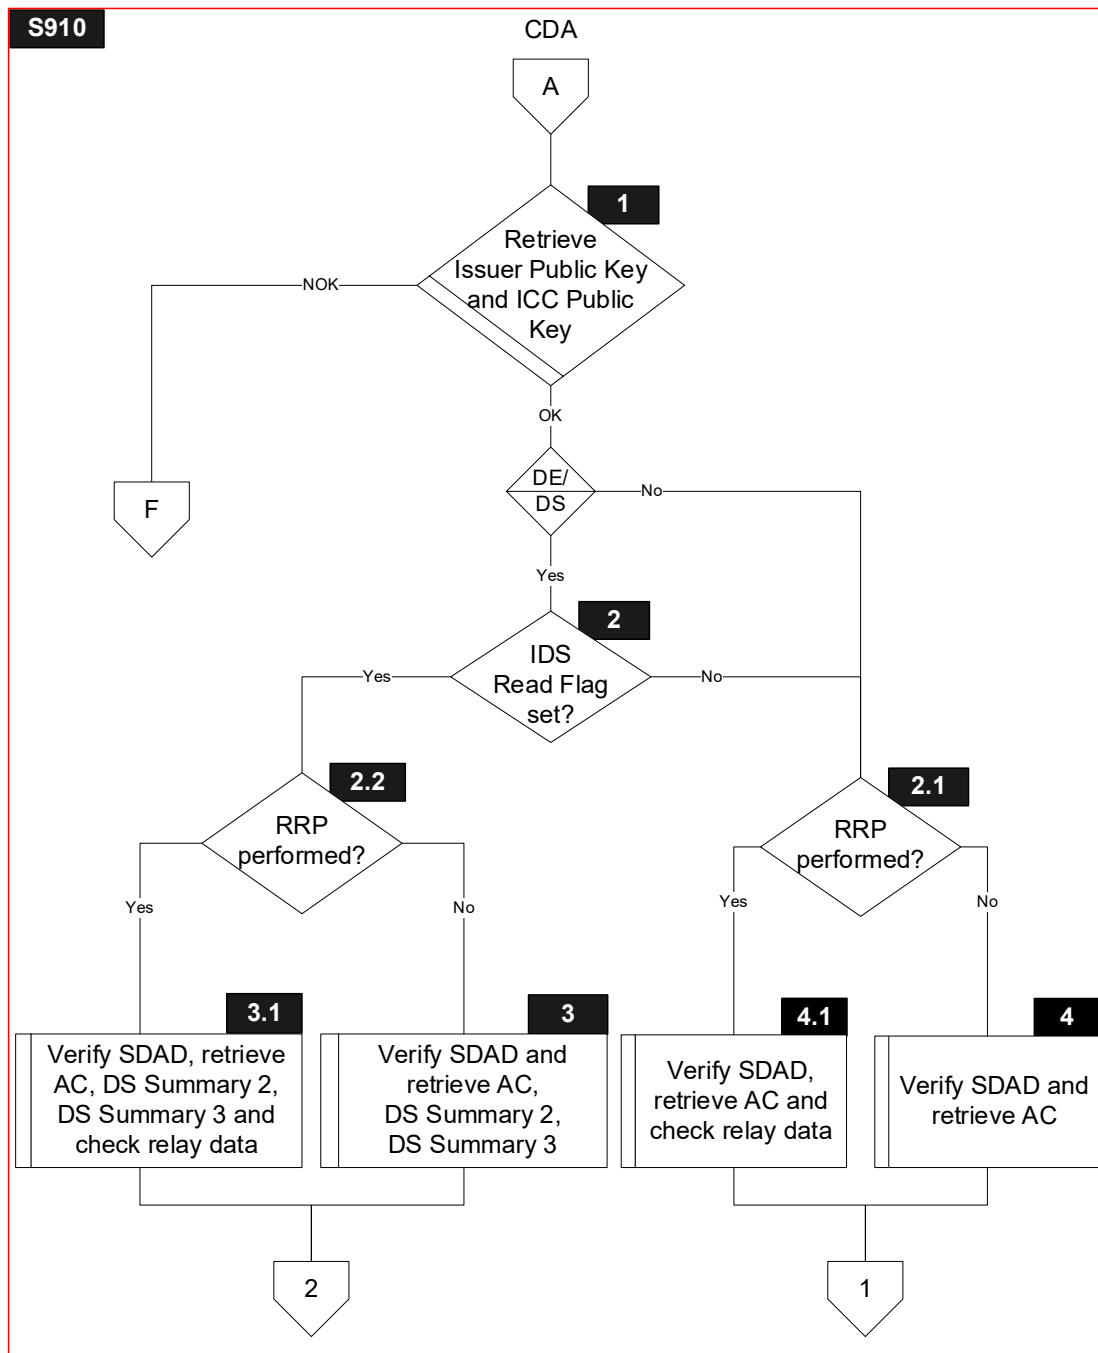 S910
CDA
A
1
Retrieve
Issuer Public Key
and ICC Public
Key
NOK
OK
F
DE/
DS
No
Yes
2
IDS
Read Flag
set?
Yes
No
2.2
RRP
performed?
2.1
RRP
performed?
Yes
No
Yes
No
3.1
Verify SDAD, retrieve
AC, DS Summary 2,
DS Summary 3 and
check relay data
3
Verify SDAD and
retrieve AC,
DS Summary 2,
DS Summary 3
4.1
Verify SDAD,
retrieve AC and
check relay data
4
Verify SDAD and
retrieve AC
2
1